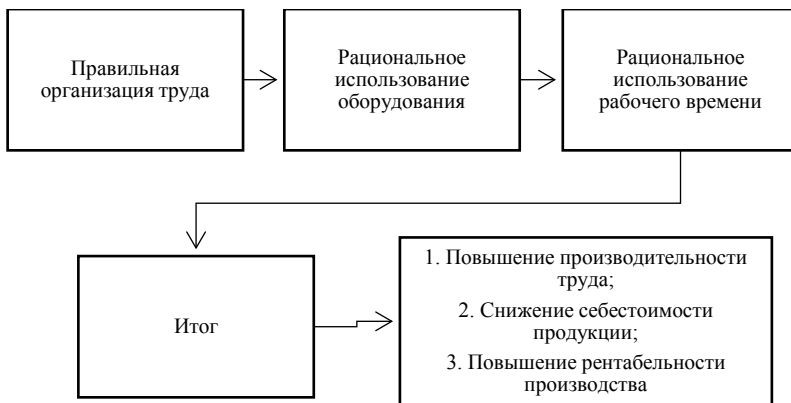 Правильная
организация труда
Рациональное
использование
оборудования
Рациональное
использование
рабочего времени
Итог
1. Повышение производительности
труда;
2. Снижение себестоимости
продукции;
3. Повышение рентабельности
производства